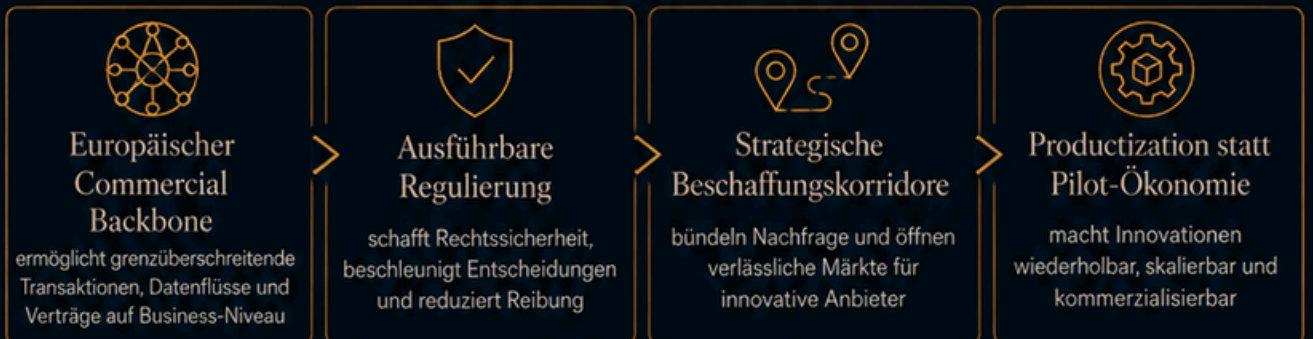 Europäischer
Commercial
Backbone
ermöglicht grenzüberschreitende
Transaktionen, Datenflüsse und
Verträge auf Business-Niveau
Ausführbare
Regulierung
schafft Rechtssicherheit,
beschleunigt Entscheidungen
und reduziert Reibung
Strategische
Beschaffungskorridore
bündeln Nachfrage und öffnen
verlässliche Märkte für
innovative Anbieter
Productization statt
Pilot-Ökonomie
macht Innovationen
wiederholbar, skalierbar und
kommerzialisierbar